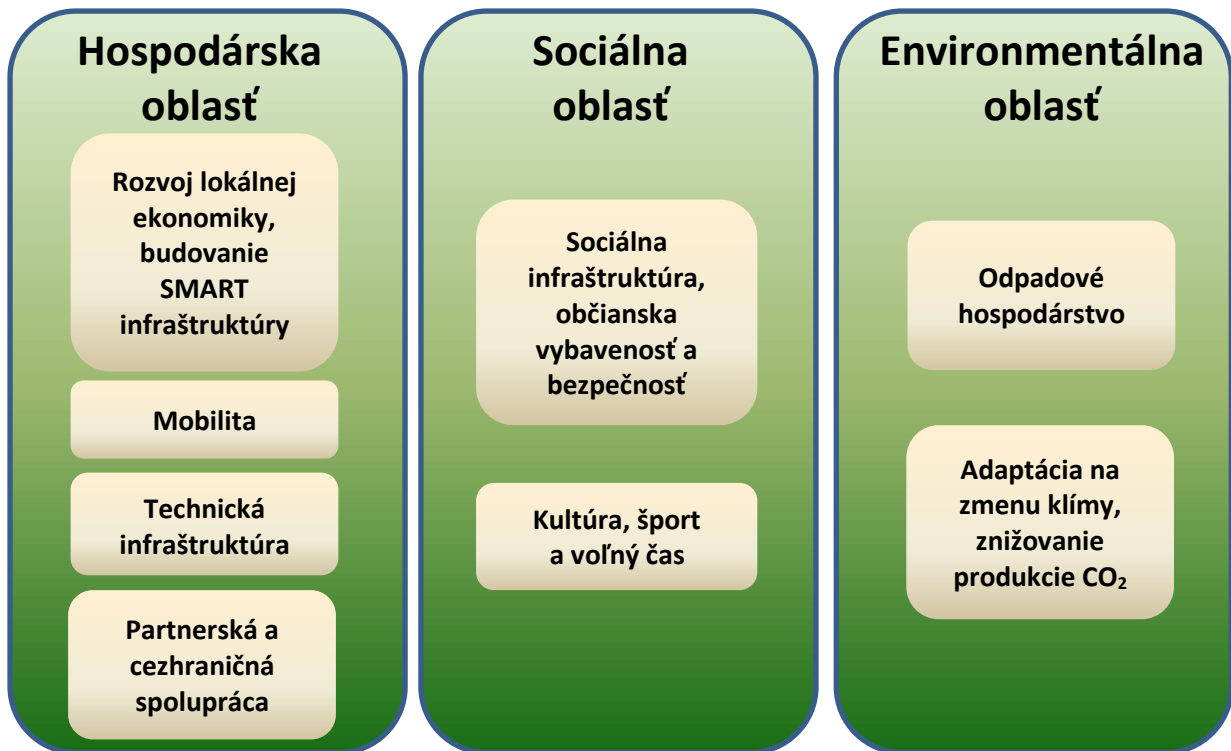 Hospodárska
oblasť
Rozvoj lokálnej
ekonomiky,
budovanie
SMART
infraštruktúry
Mobilita
Technická
infraštruktúra
Partnerská a
cezhraničná
spolupráca
Sociálna
oblasť
Sociálna
infraštruktúra,
občianska
vybavenosť a
bezpečnosť
Kultúra, šport
a voľný čas
Environmentálna
oblasť
Odpadové
hospodárstvo
Adaptácia na
zmenu klímy,
znižovanie
produkcie CO₂